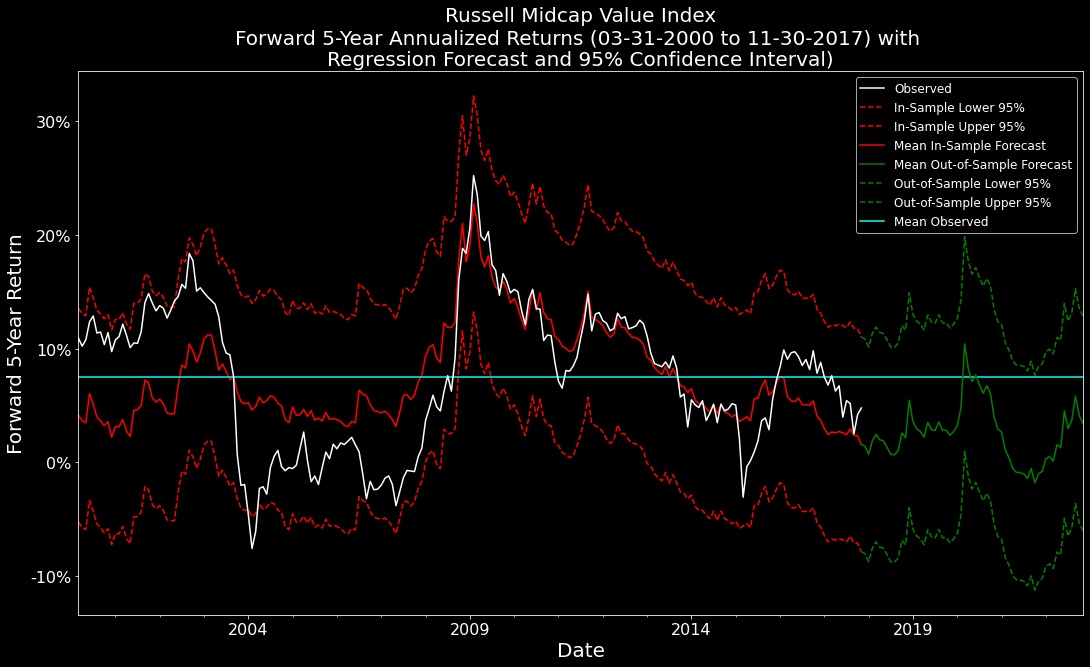 Russell Midcap Value Index
Forward 5-Year Annualized Returns (03-31-2000 to 11-30-2017) with
Regression Forecast and 95% Confidence Interval)
Observed
In-Sample Lower 95%
In-Sample Upper 95%
Mean In-Sample Forecast
Mean Out-of-Sample Forecast
Out-of-Sample Lower 95%
Out-of-Sample Upper 95%
Mean Observed
Forward 5-Year Return
30%
20%
10%
0%
-10%
2004
2009
2014
2019
Date